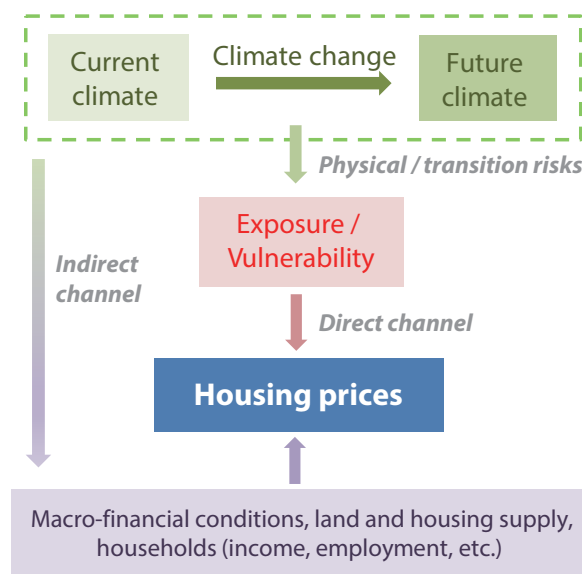 Current
climate
Climate change
Future
climate
Physical / transition risks
Exposure /
Vulnerability
Indirect
channel
Direct channel
Housing prices
Macro-financial conditions, land and housing supply,
households (income, employment, etc.)